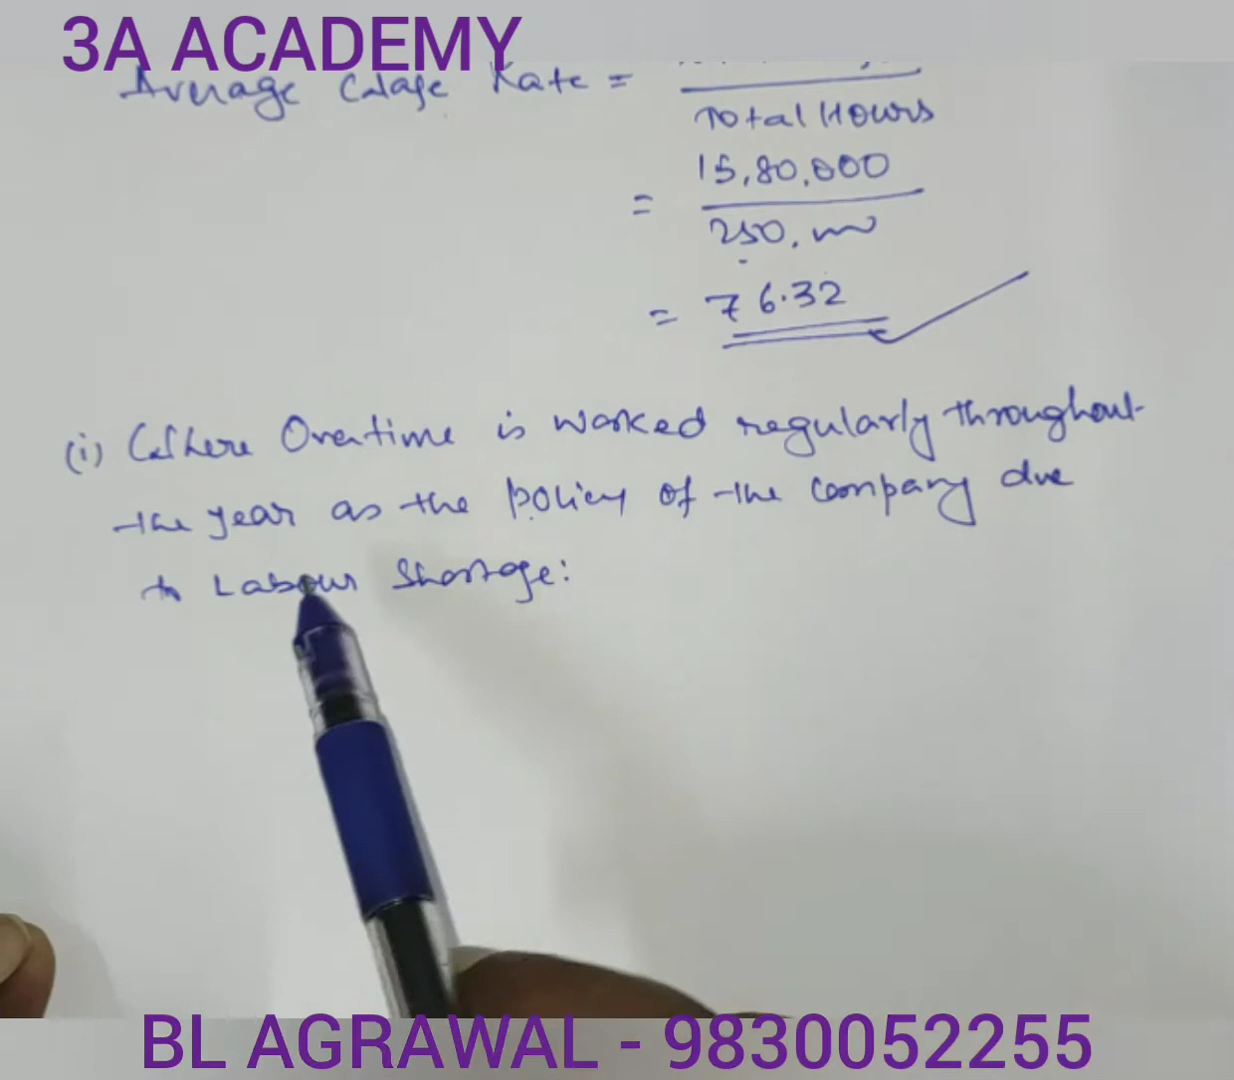 3A ACADEMY
Average Wage Rate =
Total Hours
15,80,000
=
250,
= 76.32
(i) Where Overtime is worked regularly throughout
the year as the policy of the company due
to Labour Shortage:
BL AGRAWAL - 9830052255